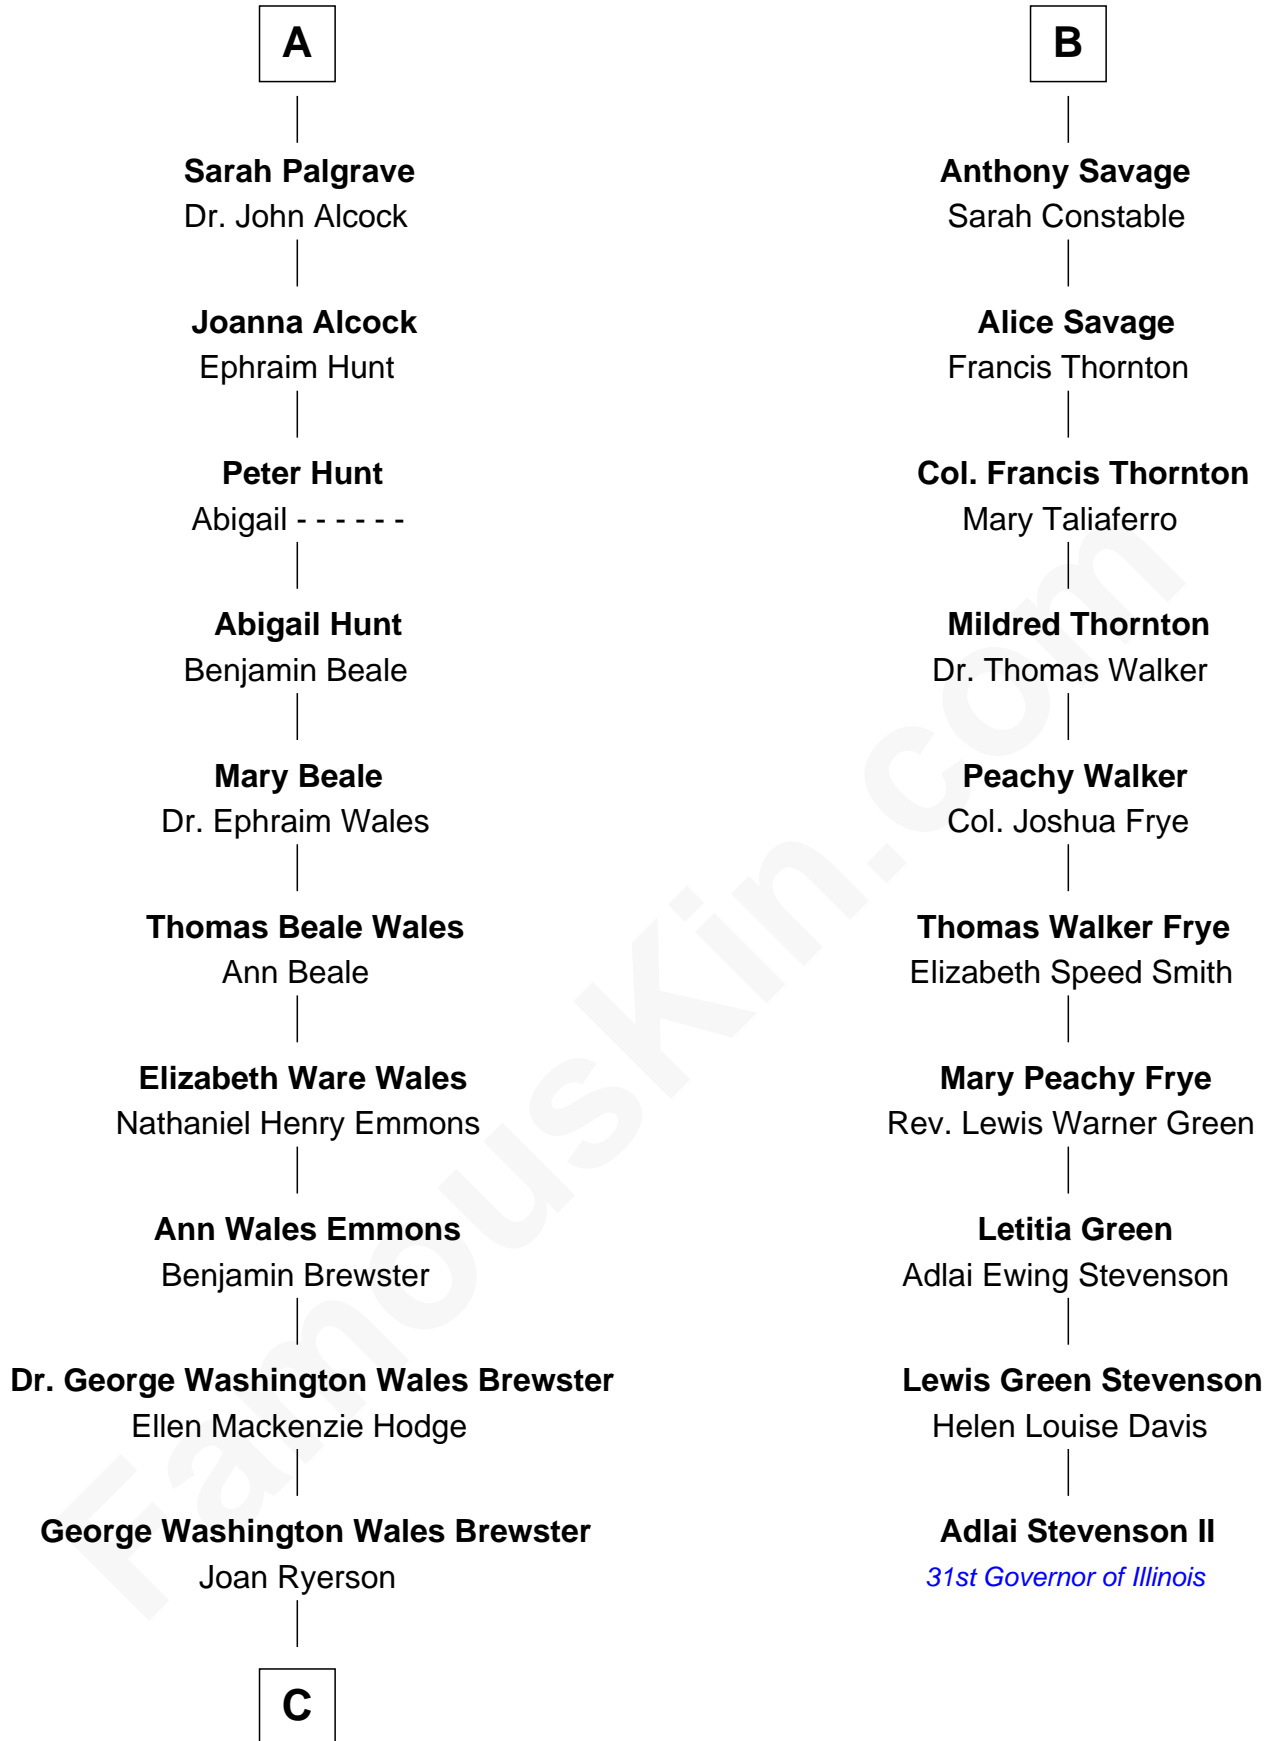 A
Sarah Palgrave
Dr. John Alcock
Joanna Alcock
Ephraim Hunt
Peter Hunt
Abigail - - - - - -
Abigail Hunt
Benjamin Beale
Mary Beale
Dr. Ephraim Wales
Thomas Beale Wales
Ann Beale
Elizabeth Ware Wales
Nathaniel Henry Emmons
Ann Wales Emmons
Benjamin Brewster
Dr. George Washington Wales Brewster
Ellen Mackenzie Hodge
George Washington Wales Brewster
Joan Ryerson
C
B
Anthony Savage
Sarah Constable
Alice Savage
Francis Thornton
Col. Francis Thornton
Mary Taliaferro
Mildred Thornton
Dr. Thomas Walker
Peachy Walker
Col. Joshua Frye
Thomas Walker Frye
Elizabeth Speed Smith
Mary Peachy Frye
Rev. Lewis Warner Green
Letitia Green
Adlai Ewing Stevenson
Lewis Green Stevenson
Helen Louise Davis
Adlai Stevenson II
31st Governor of Illinois
FamousKin.com